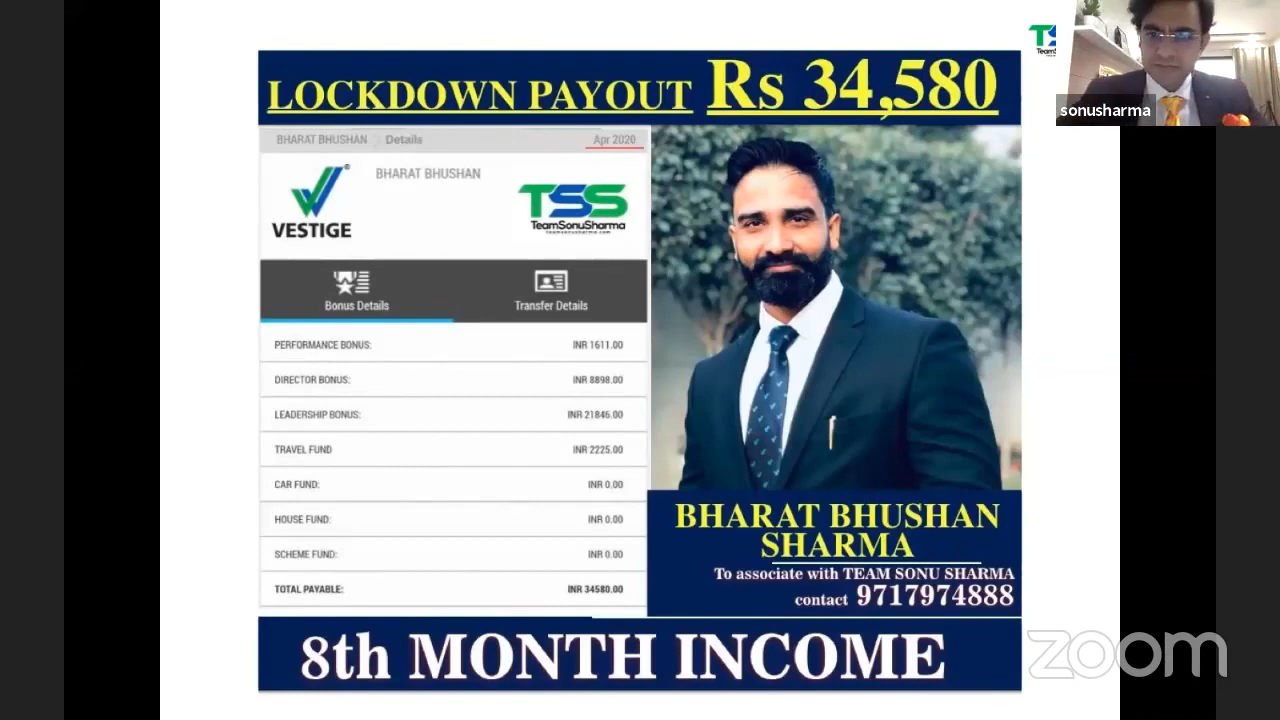 LOCKDOWN PAYOUT Rs 34,580
BHARAT BHUSHAN Details Apr 2020
BHARAT BHUSHAN
VESTIGE
TSS
TeamSonuSharma
teamsonusharma.com
Bonus Details Transfer Details
PERFORMANCE BONUS: INR 1611.00
DIRECTOR BONUS: INR 8898.00
LEADERSHIP BONUS: INR 21846.00
TRAVEL FUND INR 2225.00
CAR FUND: INR 0.00
HOUSE FUND: INR 0.00
SCHEME FUND: INR 0.00
TOTAL PAYABLE: INR 34580.00
BHARAT BHUSHAN
SHARMA
To associate with TEAM SONU SHARMA
contact 9717974888
8th MONTH INCOME
sonusharma
zoom